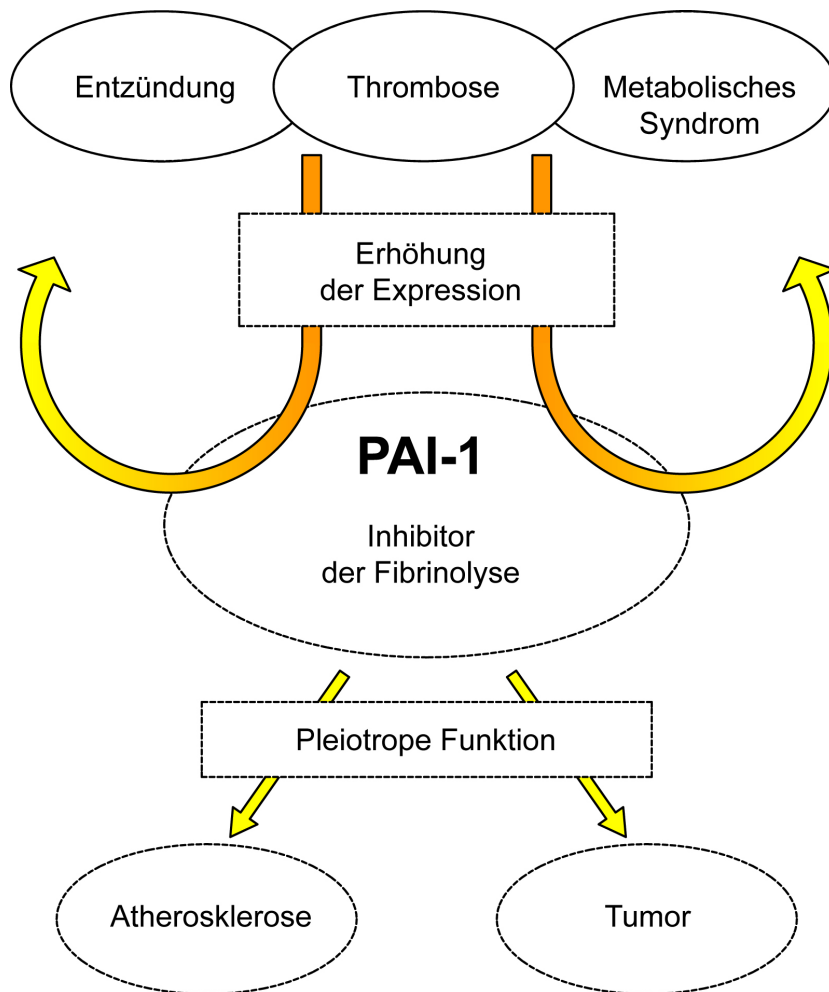 Entzündung
Thrombose
Metabolisches
Syndrom
Erhöhung
der Expression
PAI-1
Inhibitor
der Fibrinolyse
Pleiotrope Funktion
Atherosklerose
Tumor